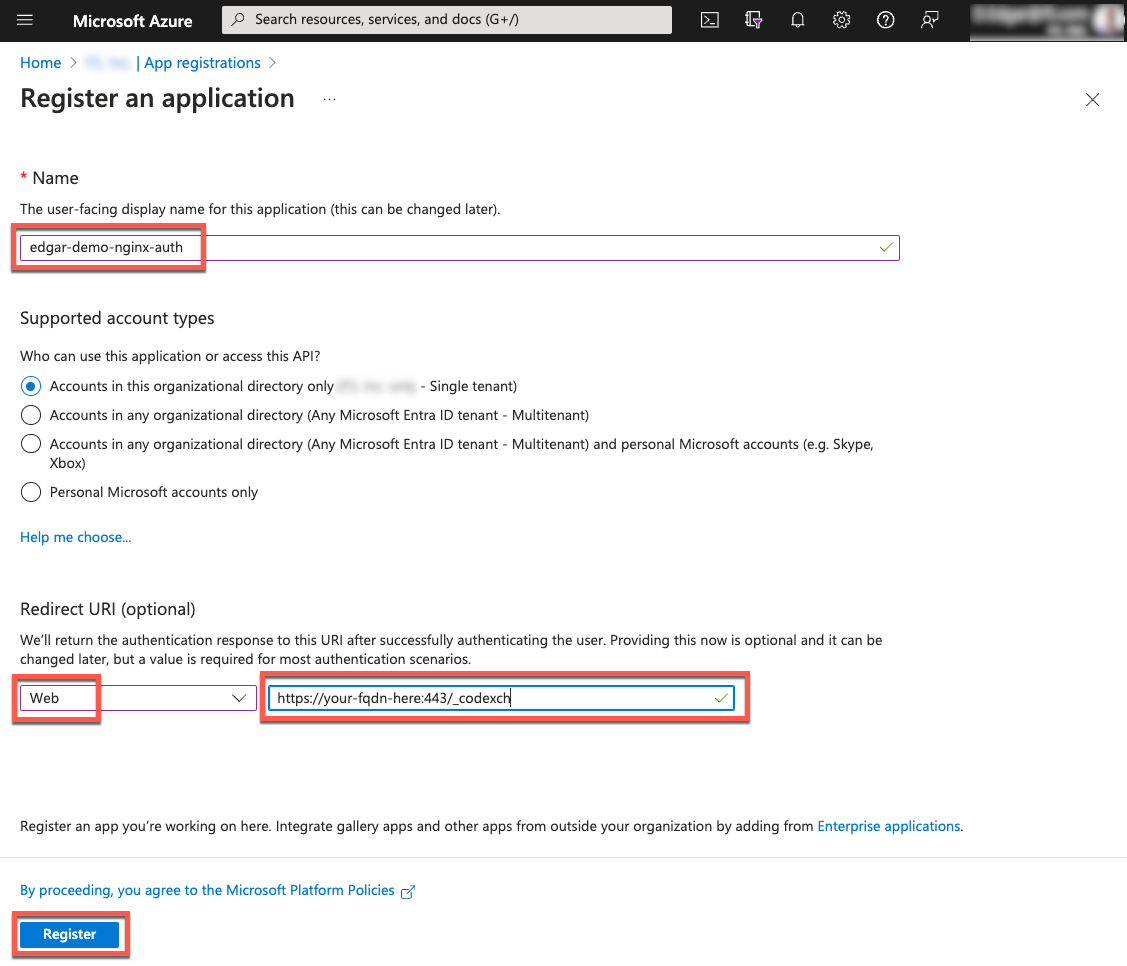 Microsoft Azure
Search resources, services, and docs (G+/)
Home > | App registrations >
Register an application ...
* Name
The user-facing display name for this application (this can be changed later).
edgar-demo-nginx-auth
Supported account types
Who can use this application or access this API?
Accounts in this organizational directory only - Single tenant)
Accounts in any organizational directory (Any Microsoft Entra ID tenant - Multitenant)
Accounts in any organizational directory (Any Microsoft Entra ID tenant - Multitenant) and personal Microsoft accounts (e.g. Skype,
Xbox)
Personal Microsoft accounts only
Help me choose...
Redirect URI (optional)
We'll return the authentication response to this URI after successfully authenticating the user. Providing this now is optional and it can be
changed later, but a value is required for most authentication scenarios.
Web
https://your-fqdn-here:443/_codexch
Register an app you're working on here. Integrate gallery apps and other apps from outside your organization by adding from Enterprise applications.
By proceeding, you agree to the Microsoft Platform Policies
Register